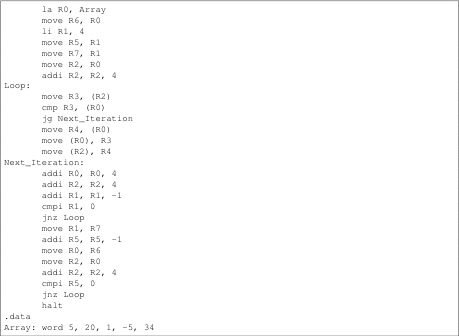 la R0, Array
move R6, R0
li R1, 4
move R5, R1
move R7, R1
move R2, R0
addi R2, R2, 4
Loop:
move R3, (R2)
cmp R3, (R0)
jg Next_Iteration
move R4, (R0)
move (R0), R3
move (R2), R4
Next_Iteration:
addi R0, R0, 4
addi R2, R2, 4
addi R1, R1, -1
cmpi R1, 0
jnz Loop
move R1, R7
addi R5, R5, -1
move R0, R6
move R2, R0
addi R2, R2, 4
cmpi R5, 0
jnz Loop
halt
.data
Array: word 5, 20, 1, -5, 34